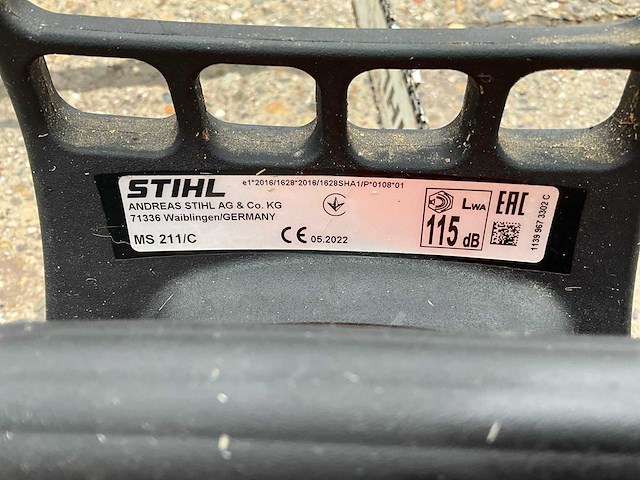 e1*2016/1628*2016/1628SHA1/P*0108*01
STIHL
ANDREAS STIHL AG & Co. KG
71336 Waiblingen/GERMANY
MS 211/C
CE 05.2022
LWA
115 dB
EAC
1139 967 3302 C